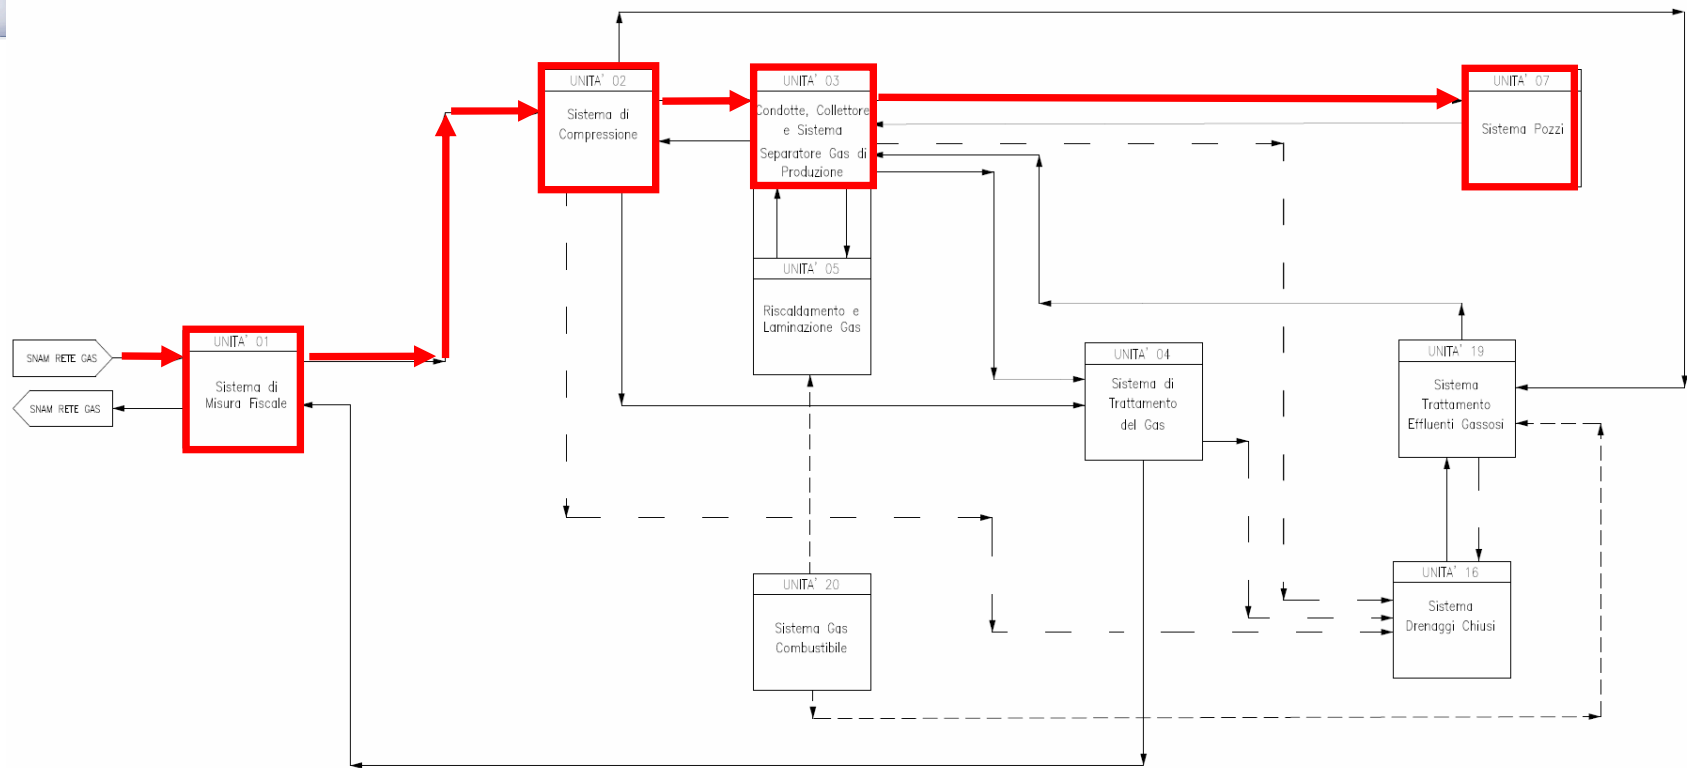 UNITA' 02
Sistema di
Compressione
UNITA' 03
Condotte, Collettore
e Sistema
Separatore Gas di
Produzione
UNITA' 07
Sistema Pozzi
UNITA' 05
Riscaldamento e
Laminazione Gas
SNAM RETE GAS
SNAM RETE GAS
UNITA' 01
Sistema di
Misura Fiscale
UNITA' 04
Sistema di
Trattamento
del Gas
UNITA' 19
Sistema
Trattamento
Effluenti Gassosi
UNITA' 20
Sistema Gas
Combustibile
UNITA' 16
Sistema
Drenaggi Chiusi